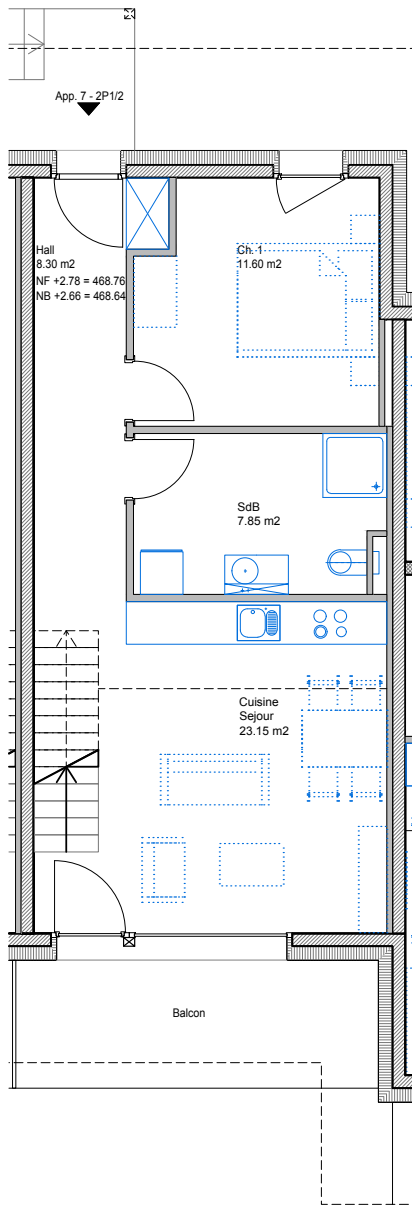 App. 7 - 2P1/2
Hall
8.30 m2
NF +2.78 = 468.76
NB +2.66 = 468.64
Ch. 1
11.60 m2
SdB
7.85 m2
Cuisine
Sejour
23.15 m2
Balcon